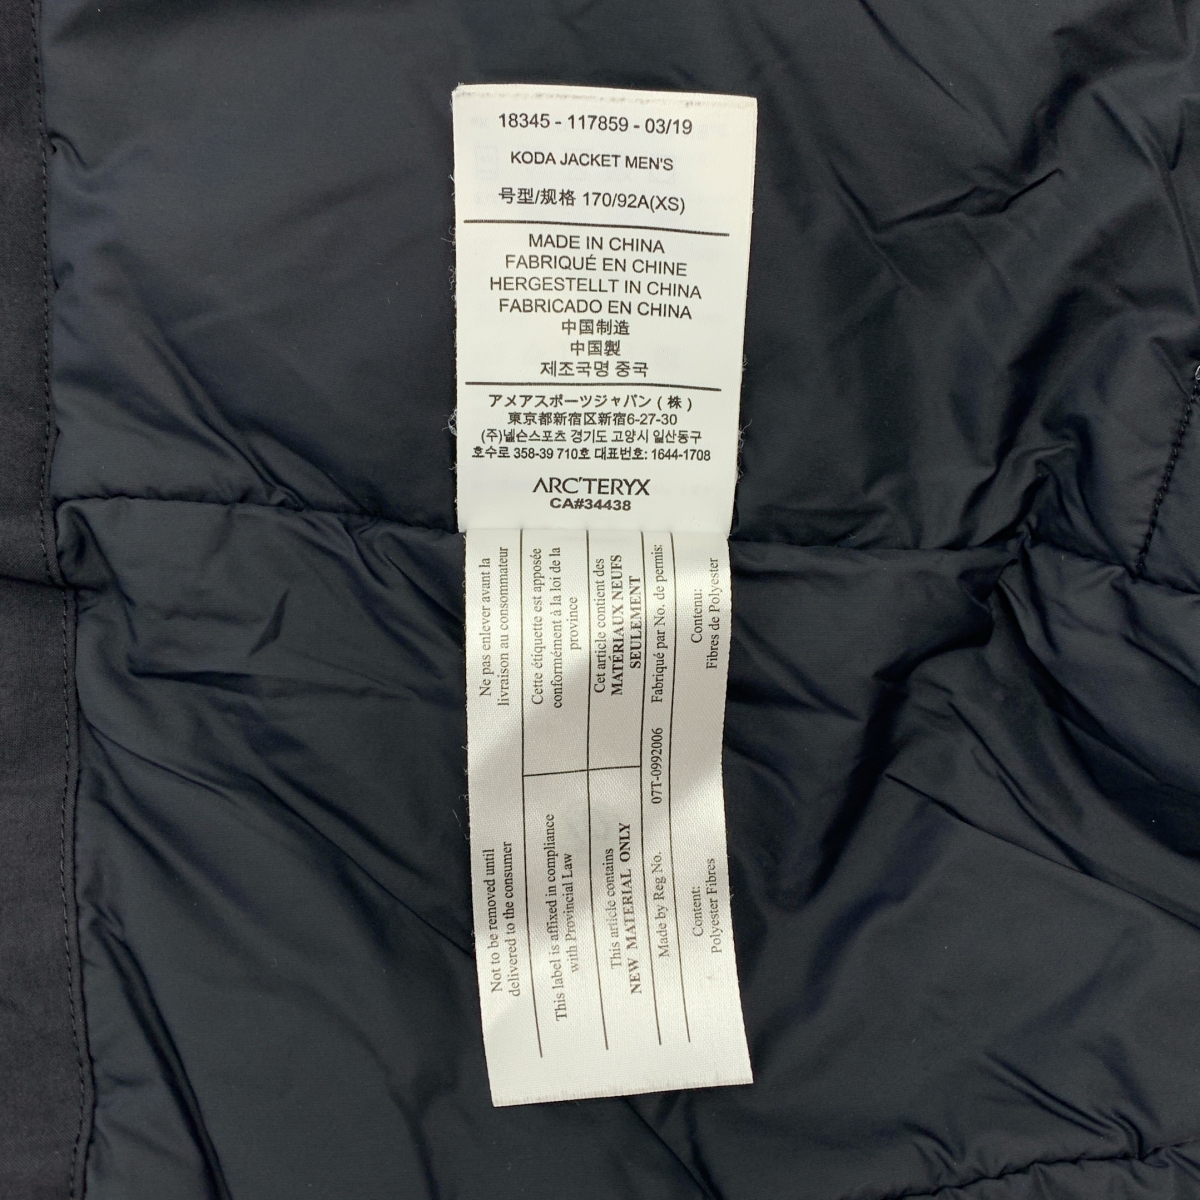 18345 - 117859 - 03/19
KODA JACKET MEN'S
号型/规格 170/92A(XS)
MADE IN CHINA
FABRIQUÉ EN CHINE
HERGESTELLT IN CHINA
FABRICADO EN CHINA
中国制造
中国製
제조국명 중국
アメアスポーツジャパン ( 株 )
東京都新宿区新宿6-27-30
(주)넬슨스포츠 경기도 고양시 일산동구
호수로 358-39 710호 대표번호: 1644-1708
ARC'TERYX
CA#34438
Ne pas enlever avant la
livraison au consommateur
Cette étiquette est apposée
conformément à la loi de la
province
Cet article contient des
MATÉRIAUX NEUFS
SEULEMENT
Fabriqué par No. de permis:
Contenu:
Fibres de Polyester
07T-0992006
Not to be removed until
delivered to the consumer
This label is affixed in compliance
with Provincial Law
This article contains
NEW MATERIAL ONLY
Made by Reg No.
Content:
Polyester Fibres